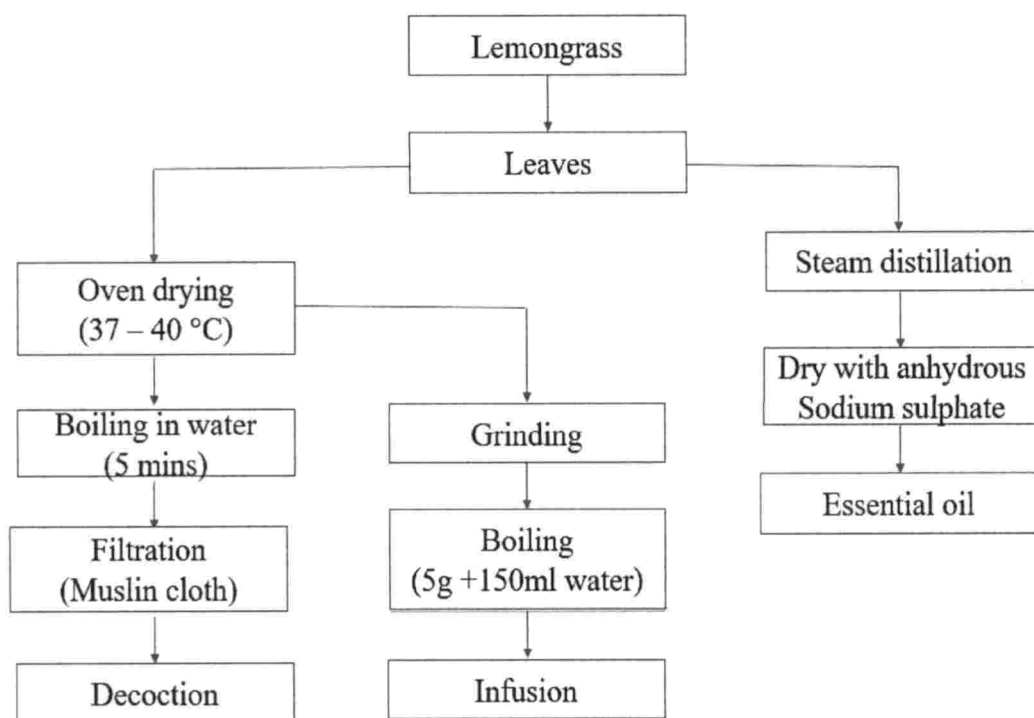 Lemongrass
Leaves
Oven drying
(37 – 40 °C)
Boiling in water
(5 mins)
Filtration
(Muslin cloth)
Decoction
Grinding
Boiling
(5g +150ml water)
Infusion
Steam distillation
Dry with anhydrous
Sodium sulphate
Essential oil